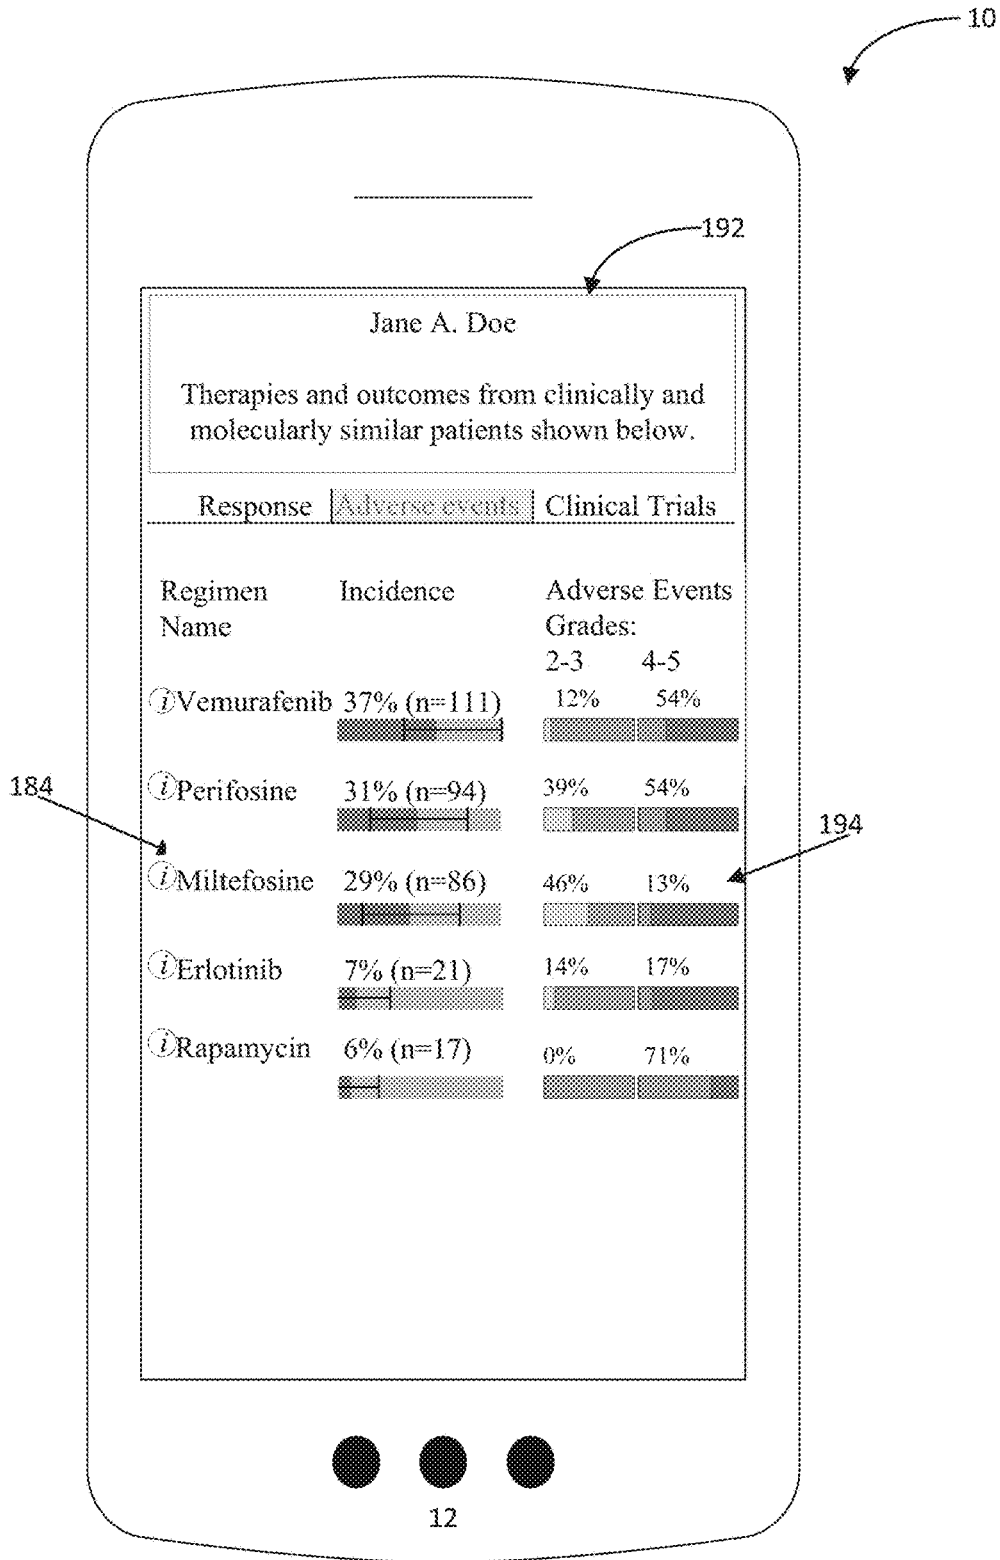 10
192
Jane A. Doe
Therapies and outcomes from clinically and
molecularly similar patients shown below.
Response Adverse events Clinical Trials
Regimen Name
Incidence
Adverse Events
Grades:
2-3 4-5
i Vemurafenib 37% (n=111) 12% 54%
184
i Perifosine 31% (n=94) 39% 54%
194
i Miltefosine 29% (n=86) 46% 13%
i Erlotinib 7% (n=21) 14% 17%
i Rapamycin 6% (n=17) 0% 71%
12